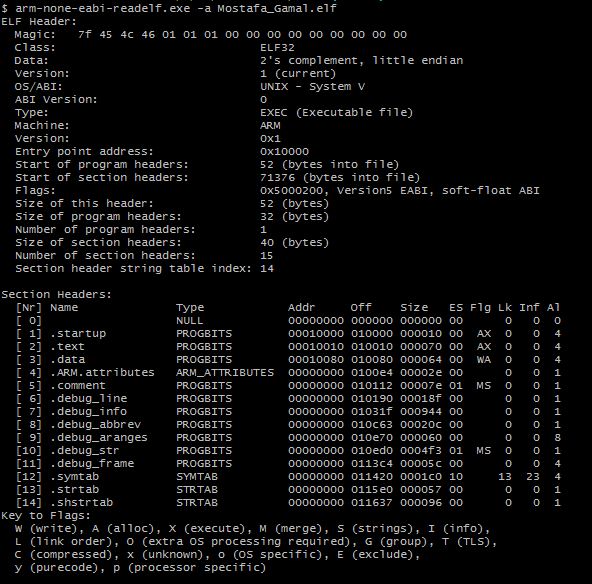 $ arm-none-eabi-readelf.exe -a Mostafa_Gamal.elf
ELF Header:
  Magic:   7f 45 4c 46 01 01 01 00 00 00 00 00 00 00 00 00
  Class:                             ELF32
  Data:                              2's complement, little endian
  Version:                           1 (current)
  OS/ABI:                            UNIX - System V
  ABI Version:                       0
  Type:                              EXEC (Executable file)
  Machine:                           ARM
  Version:                           0x1
  Entry point address:               0x10000
  Start of program headers:          52 (bytes into file)
  Start of section headers:          71376 (bytes into file)
  Flags:                             0x5000200, Version5 EABI, soft-float ABI
  Size of this header:               52 (bytes)
  Size of program headers:           32 (bytes)
  Number of program headers:         1
  Size of section headers:           40 (bytes)
  Number of section headers:         15
  Section header string table index: 14
Section Headers:
  [Nr] Name              Type            Addr     Off    Size   ES Flg Lk Inf Al
  [ 0]                   NULL            00000000 000000 000000 00      0   0  0
  [ 1] .startup          PROGBITS        00010000 010000 000010 00  AX  0   0  4
  [ 2] .text             PROGBITS        00010010 010010 000070 00  AX  0   0  4
  [ 3] .data             PROGBITS        00010080 010080 000064 00  WA  0   0  4
  [ 4] .ARM.attributes   ARM_ATTRIBUTES  00000000 0100e4 00002e 00      0   0  1
  [ 5] .comment          PROGBITS        00000000 010112 00007e 01  MS  0   0  1
  [ 6] .debug_line       PROGBITS        00000000 010190 00018f 00      0   0  1
  [ 7] .debug_info       PROGBITS        00000000 01031f 000944 00      0   0  1
  [ 8] .debug_abbrev     PROGBITS        00000000 010c63 00020c 00      0   0  1
  [ 9] .debug_aranges    PROGBITS        00000000 010e70 000060 00      0   0  8
  [10] .debug_str        PROGBITS        00000000 010ed0 0004f3 01  MS  0   0  1
  [11] .debug_frame      PROGBITS        00000000 0113c4 00005c 00      0   0  4
  [12] .symtab           SYMTAB          00000000 011420 0001c0 10     13  23  4
  [13] .strtab           STRTAB          00000000 0115e0 000057 00      0   0  1
  [14] .shstrtab         STRTAB          00000000 011637 000096 00      0   0  1
Key to Flags:
  W (write), A (alloc), X (execute), M (merge), S (strings), I (info),
  L (link order), O (extra OS processing required), G (group), T (TLS),
  C (compressed), x (unknown), o (OS specific), E (exclude),
  y (purecode), p (processor specific)